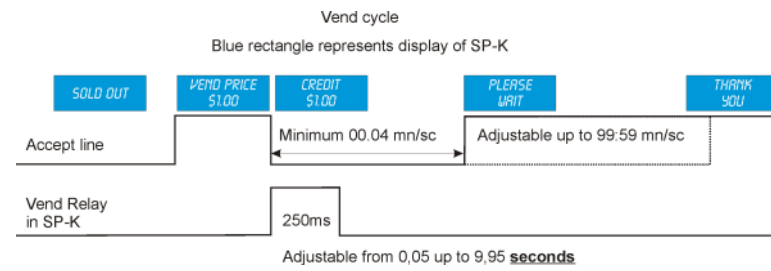 Vend cycle
Blue rectangle represents display of SP-K
SOLD OUT
VEND PRICE
$1.00
CREDIT
$1.00
PLEASE
WAIT
THANK
YOU
Accept line
Minimum 00.04 mn/sc
Adjustable up to 99:59 mn/sc
Vend Relay
in SP-K
250ms
Adjustable from 0,05 up to 9,95 seconds